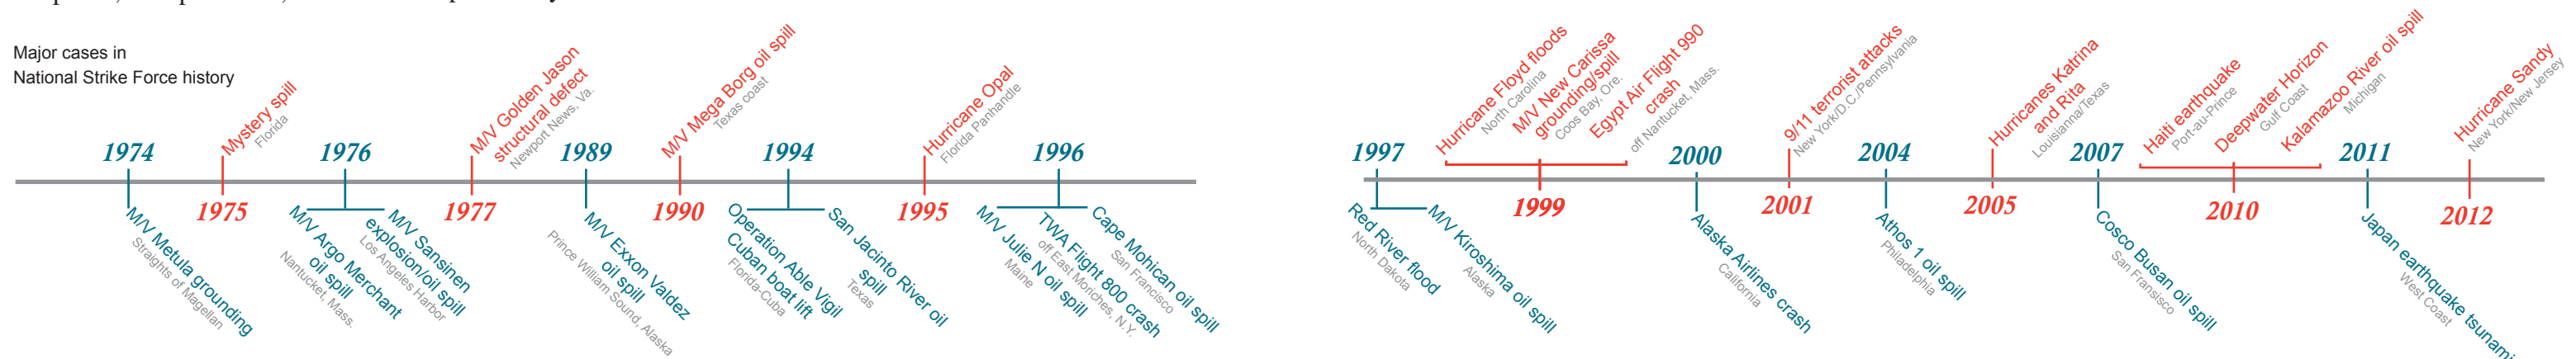 Major cases in
National Strike Force history
1974
M/V Metula grounding
Straights of Magellan
Mystery spill
Florida
1975
1976
M/V Argo Merchant
oil spill
Nantucket, Mass.
M/V Sansinen
explosion/oil spill
Los Angeles Harbor
M/V Golden Jason
structural defect
Newport News, Va.
1977
1989
M/V Exxon Valdez
oil spill
Prince William Sound, Alaska
M/V Mega Borg oil spill
Texas coast
1990
1994
Operation Able Vigil
Cuban boat lift
Florida-Cuba
San Jacinto River oil
spill
Texas
Hurricane Opal
Florida Panhandle
1995
1996
M/V Julie N oil spill
Maine
TWA Flight 800 crash
off East Moriches, N.Y.
Cape Mohican oil spill
San Francisco
1997
Red River flood
North Dakota
M/V Kiroshima oil spill
Alaska
Hurricane Floyd floods
North Carolina
M/V New Carissa
grounding/spill
Coos Bay, Ore.
Egypt Air Flight 990
crash
off Nantucket, Mass.
1999
2000
Alaska Airlines crash
California
9/11 terrorist attacks
New York/D.C./Pennsylvania
2001
2004
Athos 1 oil spill
Philadelphia
Hurricanes Katrina
and Rita
Louisianna/Texas
2005
2007
Cosco Busan oil spill
San Fransisco
Haiti earthquake
Port-au-Prince
Deepwater Horizon
Gulf Coast
Kalamazoo River oil spill
Michigan
2010
2011
Japan earthquake tsunami
West Coast
Hurricane Sandy
New York/New Jersey
2012